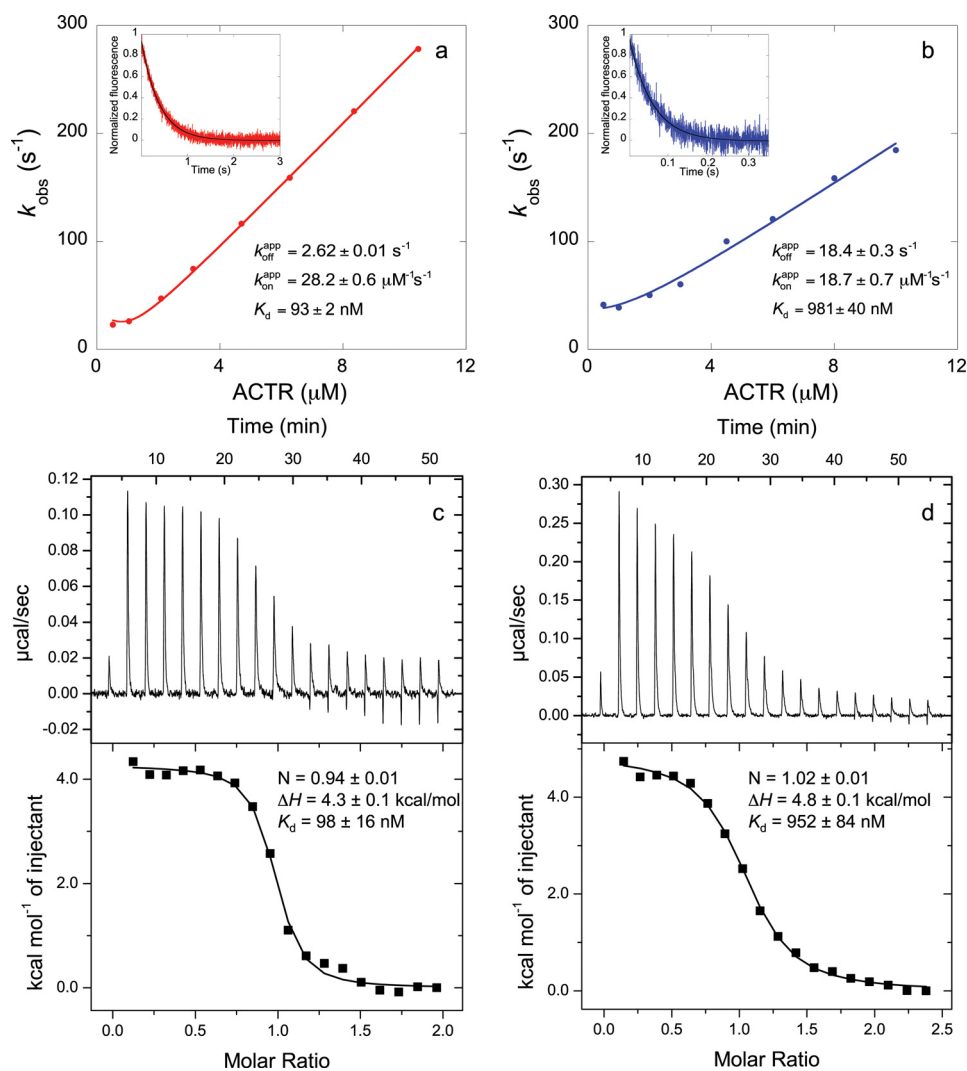 a
300
200
100
0
k_obs (s⁻¹)
0 4 8 12
ACTR (μM)
Normalized fluorescence
1
0.8
0.6
0.4
0.2
0
1 2 3
Time (s)
k_off^app = 2.62 ± 0.01 s⁻¹
k_on^app = 28.2 ± 0.6 μM⁻¹s⁻¹
K_d = 93 ± 2 nM
b
300
200
100
0
k_obs (s⁻¹)
0 4 8 12
ACTR (μM)
Normalized fluorescence
1
0.8
0.6
0.4
0.2
0
0.1 0.2 0.3
Time (s)
k_off^app = 18.4 ± 0.3 s⁻¹
k_on^app = 18.7 ± 0.7 μM⁻¹s⁻¹
K_d = 981 ± 40 nM
Time (min)
10 20 30 40 50
c
0.12
0.10
0.08
0.06
0.04
0.02
0.00
-0.02
μcal/sec
N = 0.94 ± 0.01
ΔH = 4.3 ± 0.1 kcal/mol
K_d = 98 ± 16 nM
4.0
2.0
0.0
kcal mol⁻¹ of injectant
0.0 0.5 1.0 1.5 2.0
Molar Ratio
Time (min)
10 20 30 40 50
d
0.30
0.25
0.20
0.15
0.10
0.05
0.00
μcal/sec
N = 1.02 ± 0.01
ΔH = 4.8 ± 0.1 kcal/mol
K_d = 952 ± 84 nM
4.0
2.0
0.0
kcal mol⁻¹ of injectant
0.0 0.5 1.0 1.5 2.0 2.5
Molar Ratio